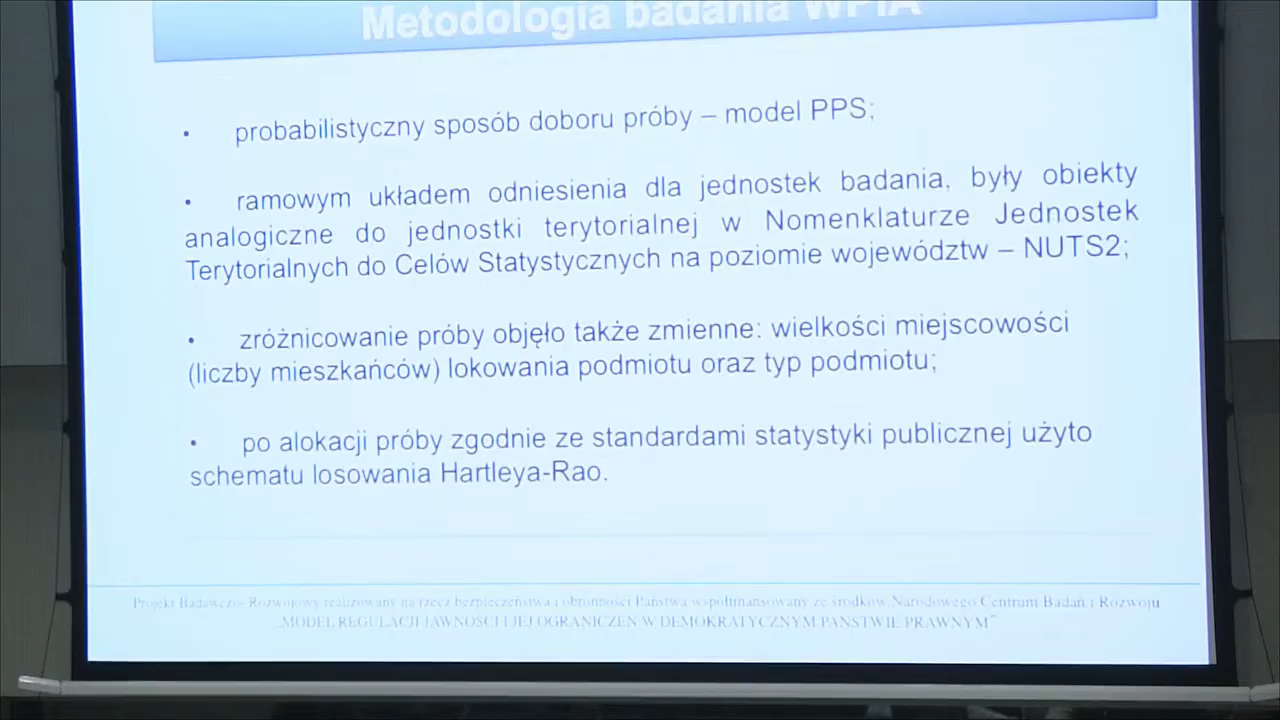 Metodologia badania WPiA
• probabilistyczny sposób doboru próby – model PPS;
• ramowym układem odniesienia dla jednostek badania, były obiekty
analogiczne do jednostki terytorialnej w Nomenklaturze Jednostek
Terytorialnych do Celów Statystycznych na poziomie województw – NUTS2;
• zróżnicowanie próby objęło także zmienne: wielkości miejscowości
(liczby mieszkańców) lokowania podmiotu oraz typ podmiotu;
• po alokacji próby zgodnie ze standardami statystyki publicznej użyto
schematu losowania Hartleya-Rao.
Projekt Badawczo– Rozwojowy realizowany na rzecz bezpieczeństwa i obronności Państwa współfinansowany ze środków Narodowego Centrum Badań i Rozwoju
„MODEL REGULACJI JAWNOŚCI I JEJ OGRANICZEŃ W DEMOKRATYCZNYM PAŃSTWIE PRAWNYM”